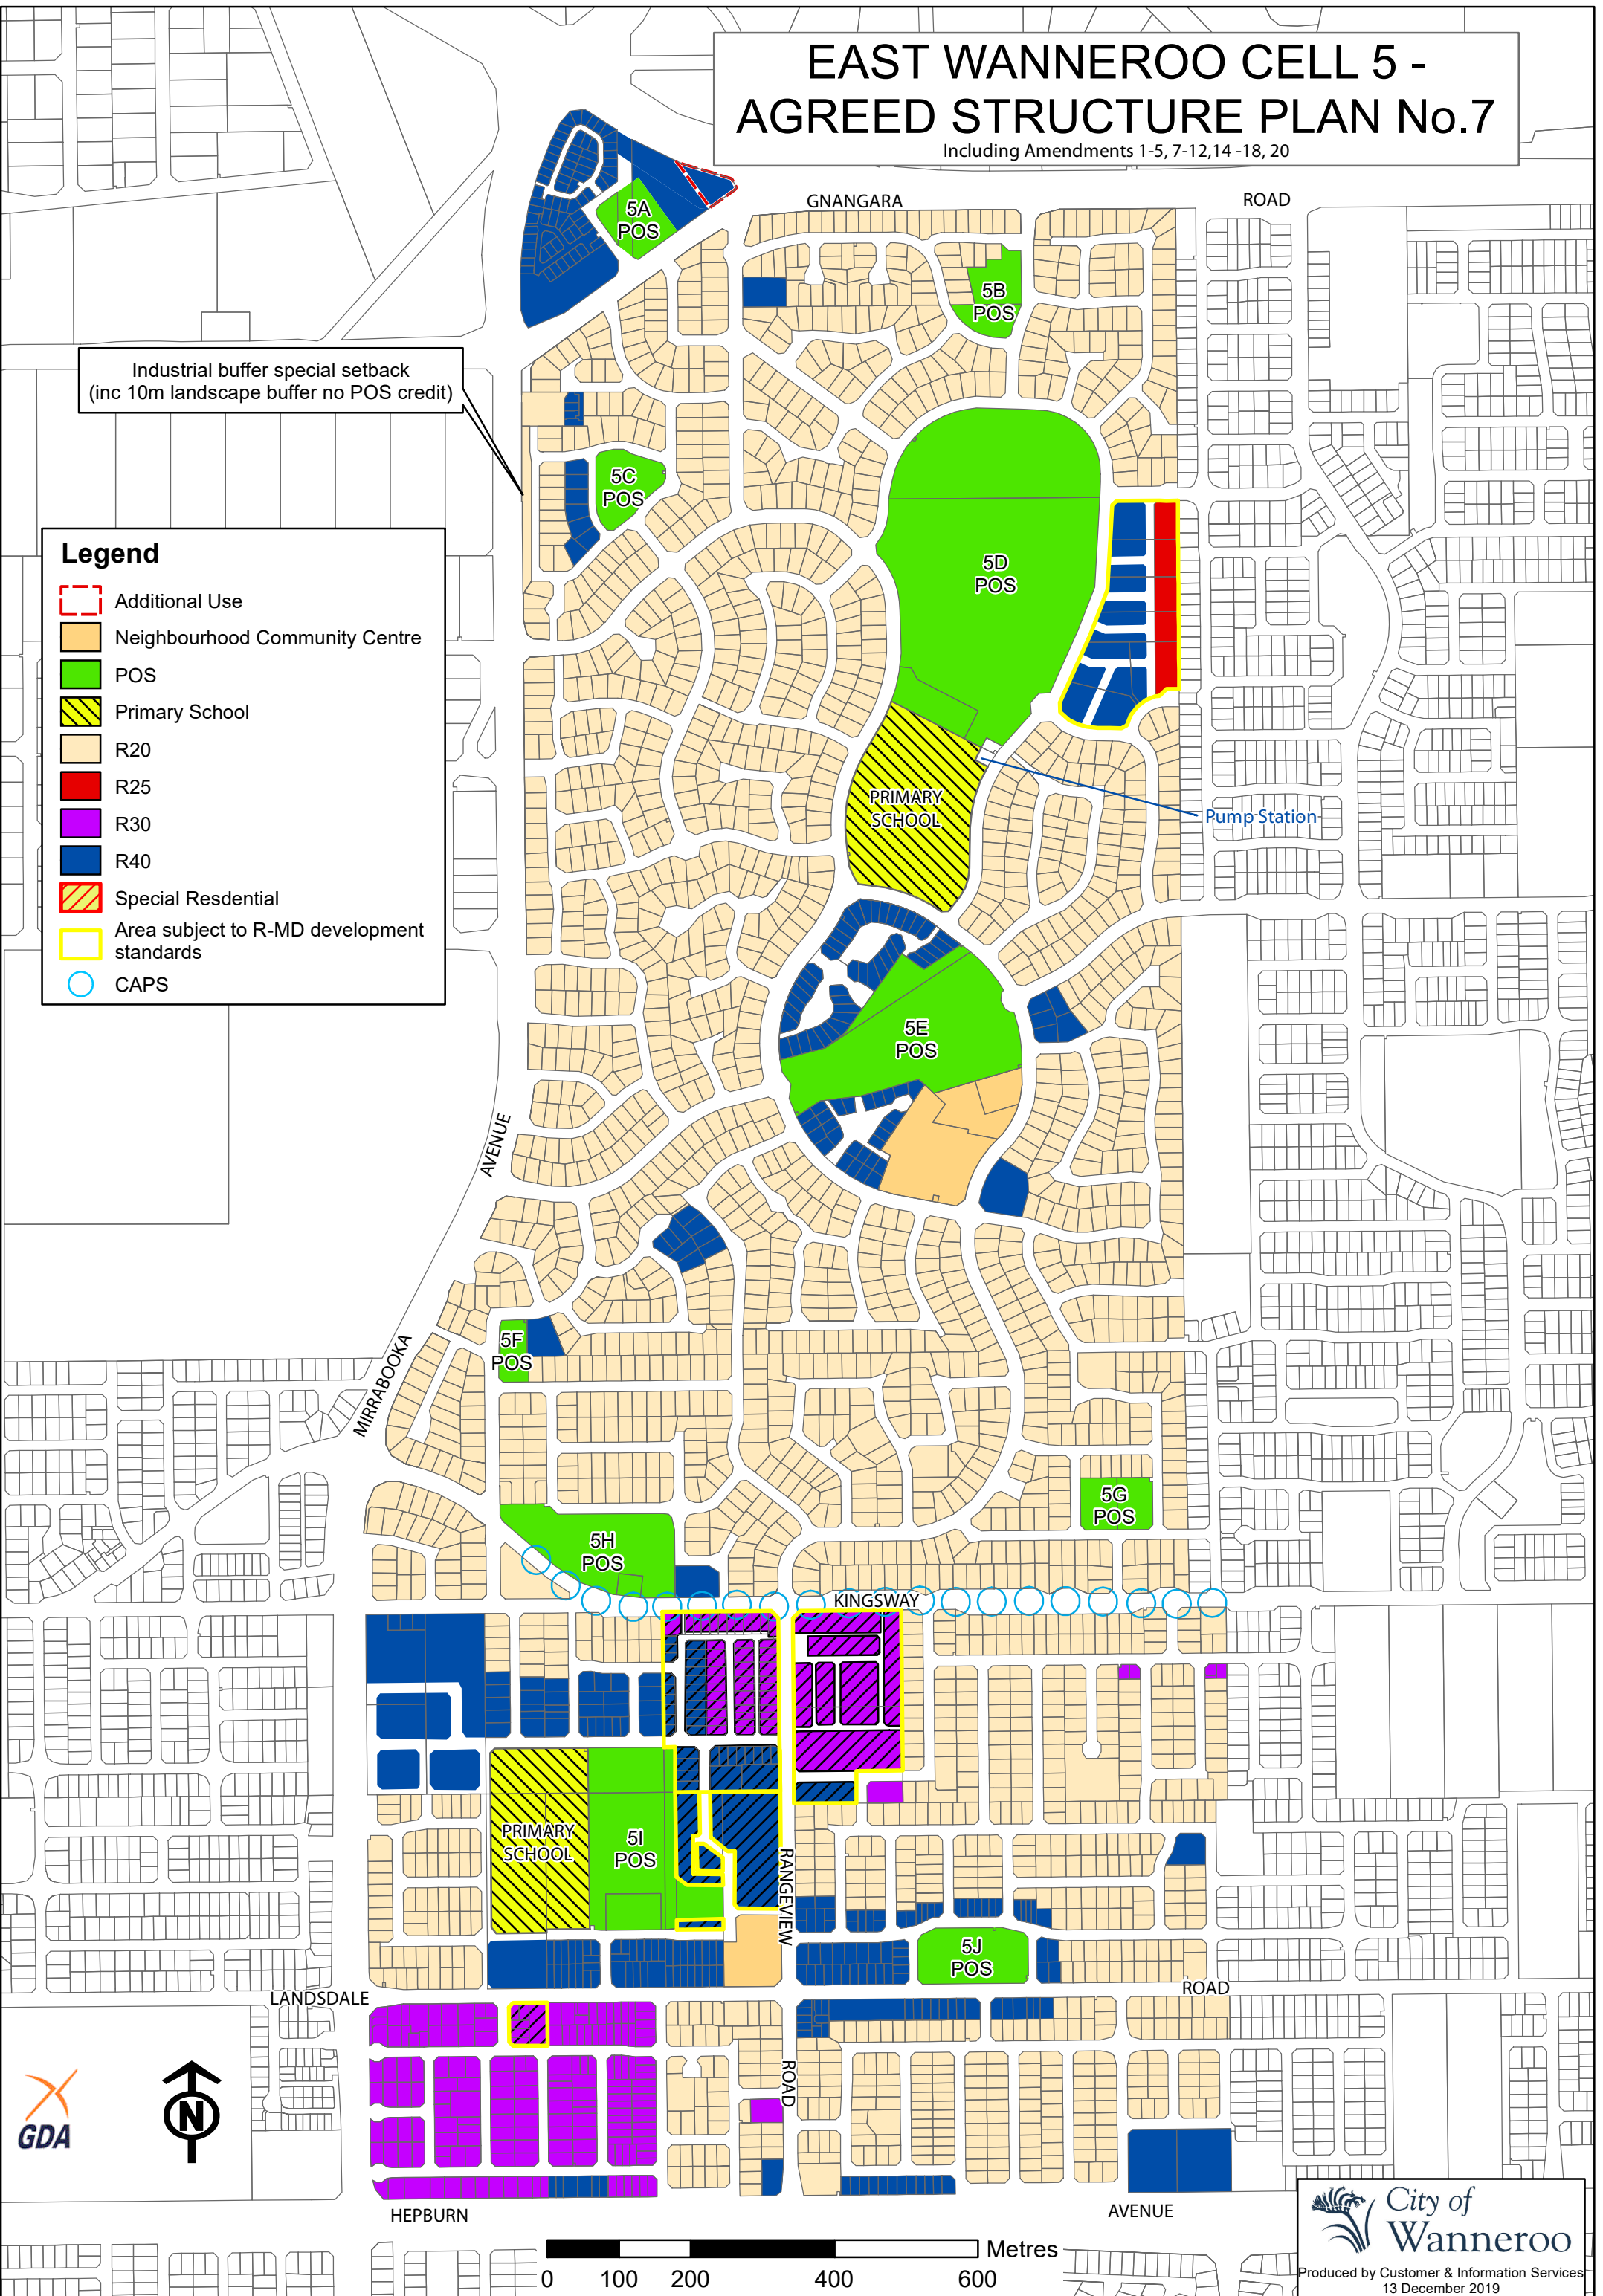 EAST WANNEROO CELL 5 -
AGREED STRUCTURE PLAN No.7
Including Amendments 1-5, 7-12,14 -18, 20
GNANGARA
ROAD
5A
POS
5B
POS
Industrial buffer special setback
(inc 10m landscape buffer no POS credit)
5C
POS
5D
POS
Legend
Additional Use
Neighbourhood Community Centre
POS
Primary School
R20
R25
R30
R40
Special Resdential
Area subject to R-MD development
standards
CAPS
PRIMARY
SCHOOL
Pump Station
5E
POS
AVENUE
MIRRABOOKA
5F
POS
5G
POS
5H
POS
KINGSWAY
PRIMARY
SCHOOL
5I
POS
RANGEVIEW
5J
POS
LANDSDALE
ROAD
ROAD
GDA
N
HEPBURN
AVENUE
Metres
0 100 200 400 600
City of
Wanneroo
Produced by Customer & Information Services
13 December 2019